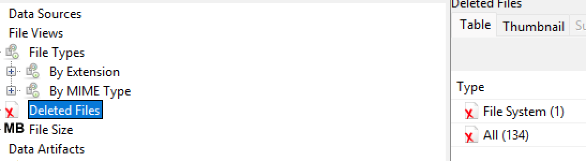 Data Sources
File Views
File Types
By Extension
By MIME Type
Deleted Files
MB File Size
Data Artifacts
Deleted Files
Table Thumbnail Su
Type
File System (1)
All (134)